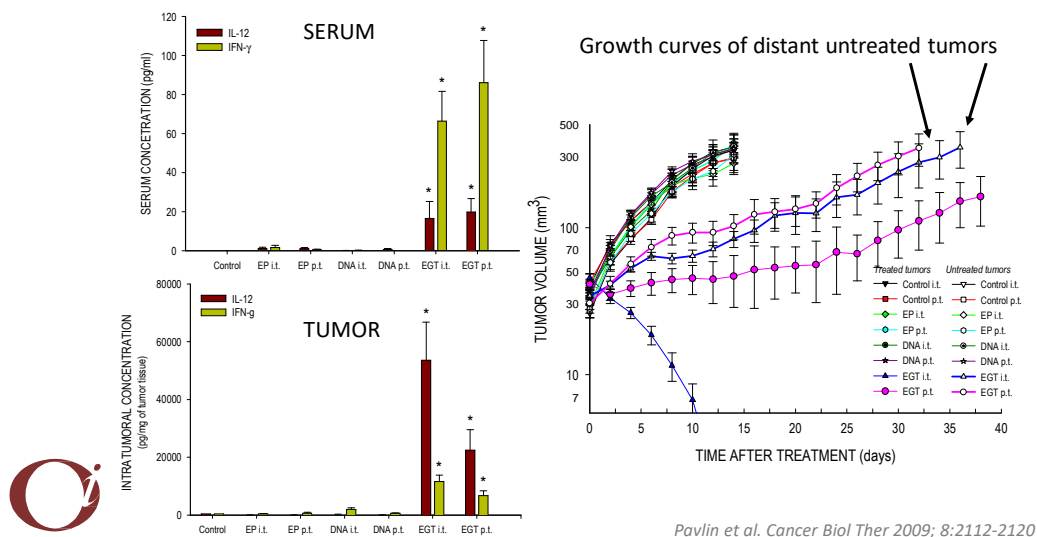 SERUM
IL-12
IFN-γ
SERUM CONCETRATION (pg/ml)
120
100
80
60
40
20
0
* * * *
Control EP i.t. EP p.t. DNA i.t. DNA p.t. EGT i.t. EGT p.t.
TUMOR
IL-12
IFN-g
INTRATUMORAL CONCENTRATION
(pg/mg of tumor tissue)
80000
60000
40000
20000
0
* * * *
Control EP i.t. EP p.t. DNA i.t. DNA p.t. EGT i.t. EGT p.t.
Oi
Growth curves of distant untreated tumors
TUMOR VOLUME (mm³)
500
300
100
70
50
30
10
7
Treated tumors Untreated tumors
Control i.t. Control i.t.
Control p.t. Control p.t.
EP i.t. EP i.t.
EP p.t. EP p.t.
DNA i.t. DNA i.t.
DNA p.t. DNA p.t.
EGT i.t. EGT i.t.
EGT p.t. EGT p.t.
0 5 10 15 20 25 30 35 40
TIME AFTER TREATMENT (days)
Pavlin et al. Cancer Biol Ther 2009; 8:2112-2120